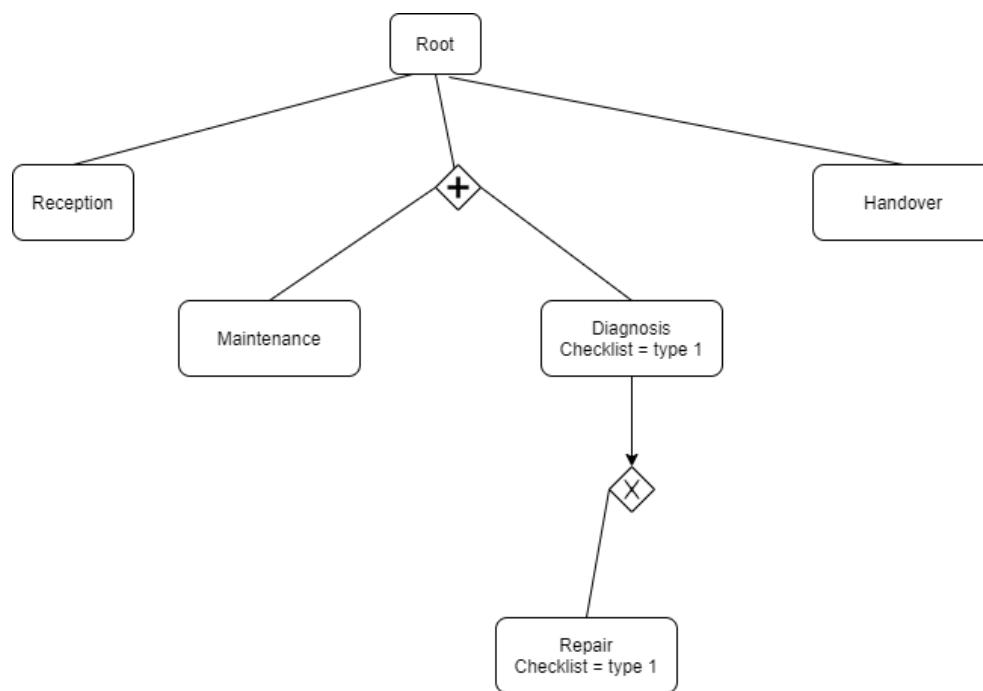 Root
Reception
Handover
Maintenance
Diagnosis
Checklist = type 1
X
Repair
Checklist = type 1